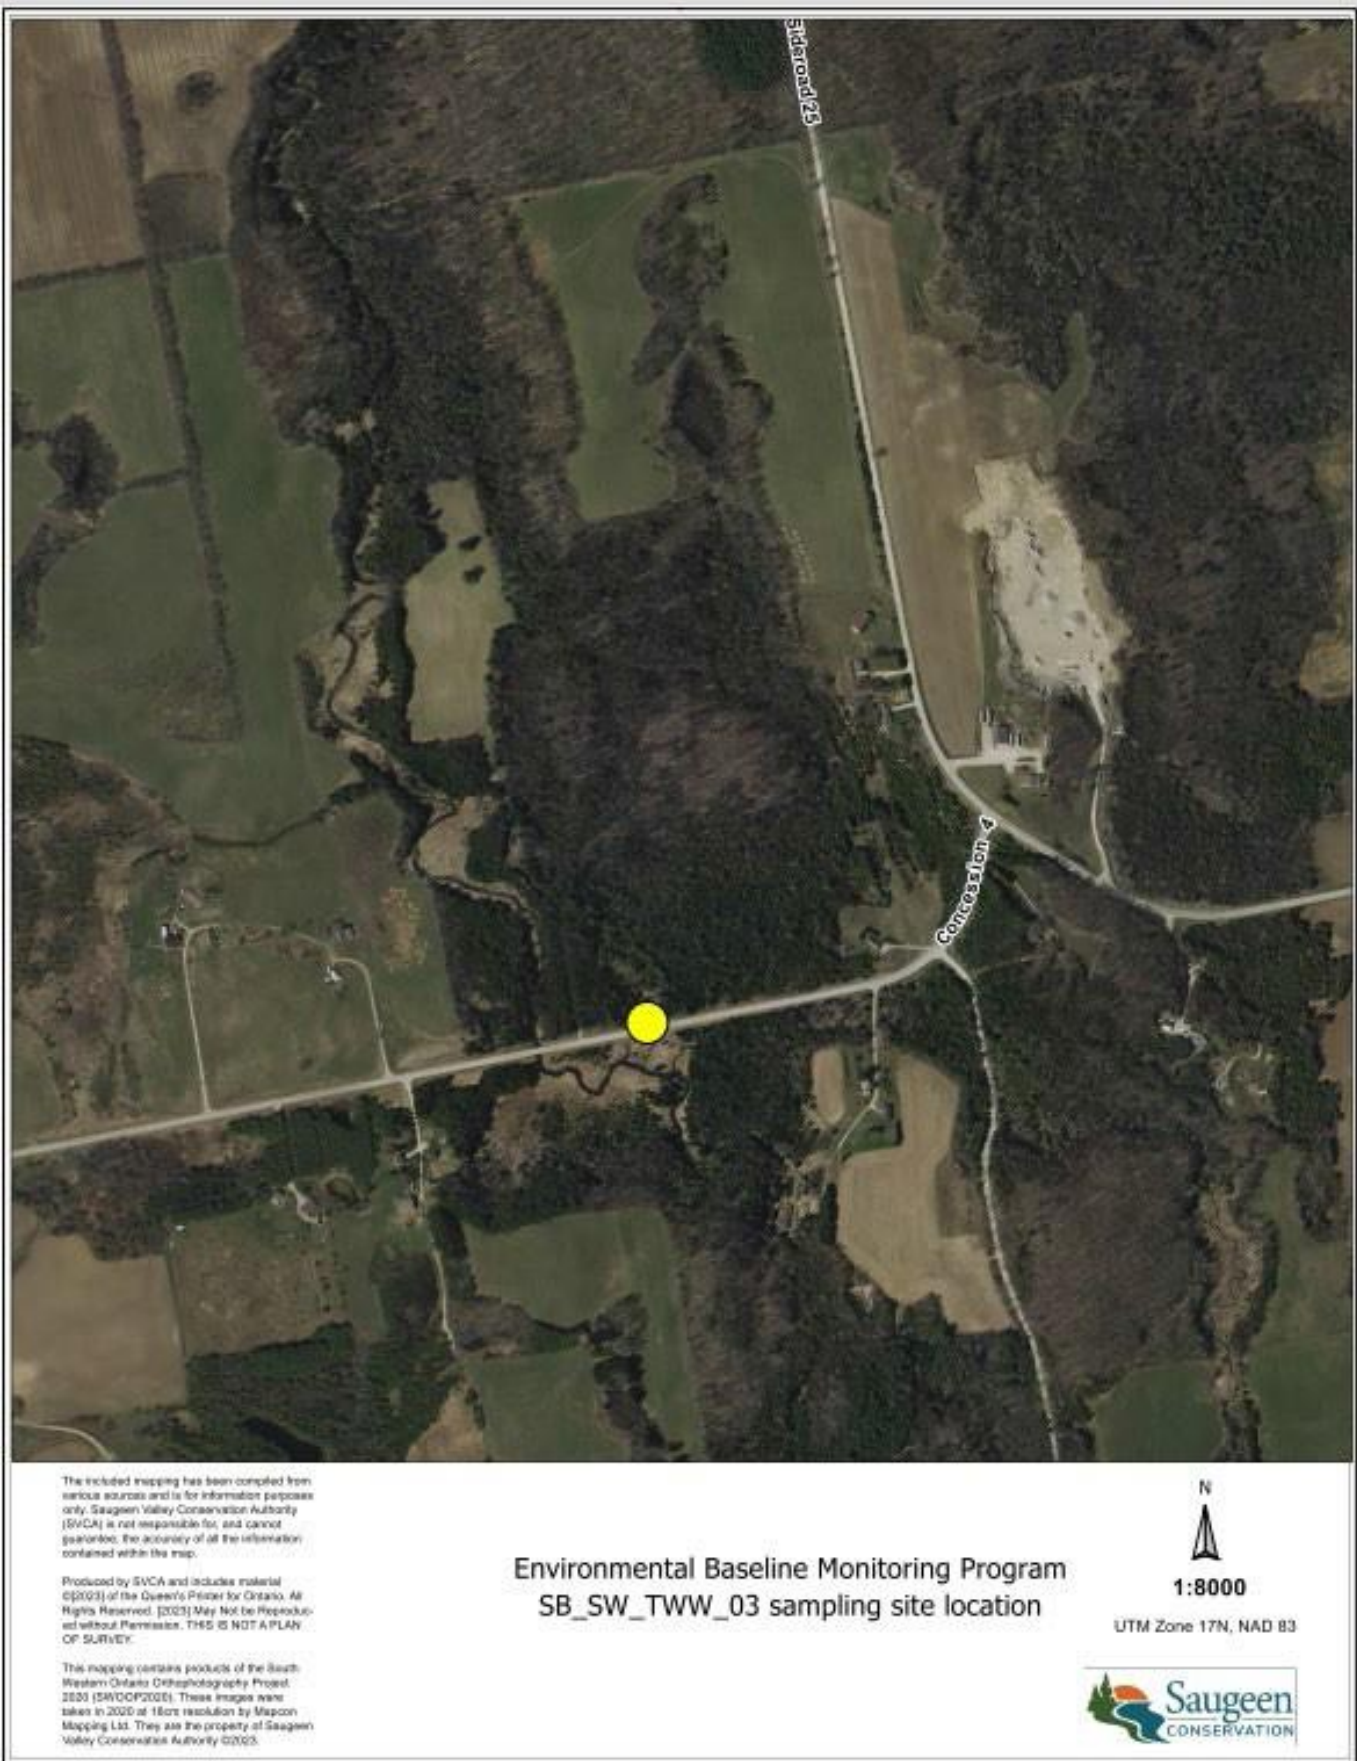 Sideroad 25
Concession 4
The included mapping has been compiled from
various sources and is for information purposes
only. Saugeen Valley Conservation Authority
(SVCA) is not responsible for, and cannot
guarantee, the accuracy of all the information
contained within the map.
Produced by SVCA and includes material
©[2023] of the Queen's Printer for Ontario. All
Rights Reserved. [2023] May Not be Reproduc-
ed without Permission. THIS IS NOT A PLAN
OF SURVEY.
This mapping contains products of the South
Western Ontario Orthophotography Project
2020 (SWOOP2020). These images were
taken in 2020 at 16cm resolution by Mapcon
Mapping Ltd. They are the property of Saugeen
Valley Conservation Authority ©2023.
Environmental Baseline Monitoring Program
SB_SW_TWW_03 sampling site location
N
1:8000
UTM Zone 17N, NAD 83
Saugeen
CONSERVATION